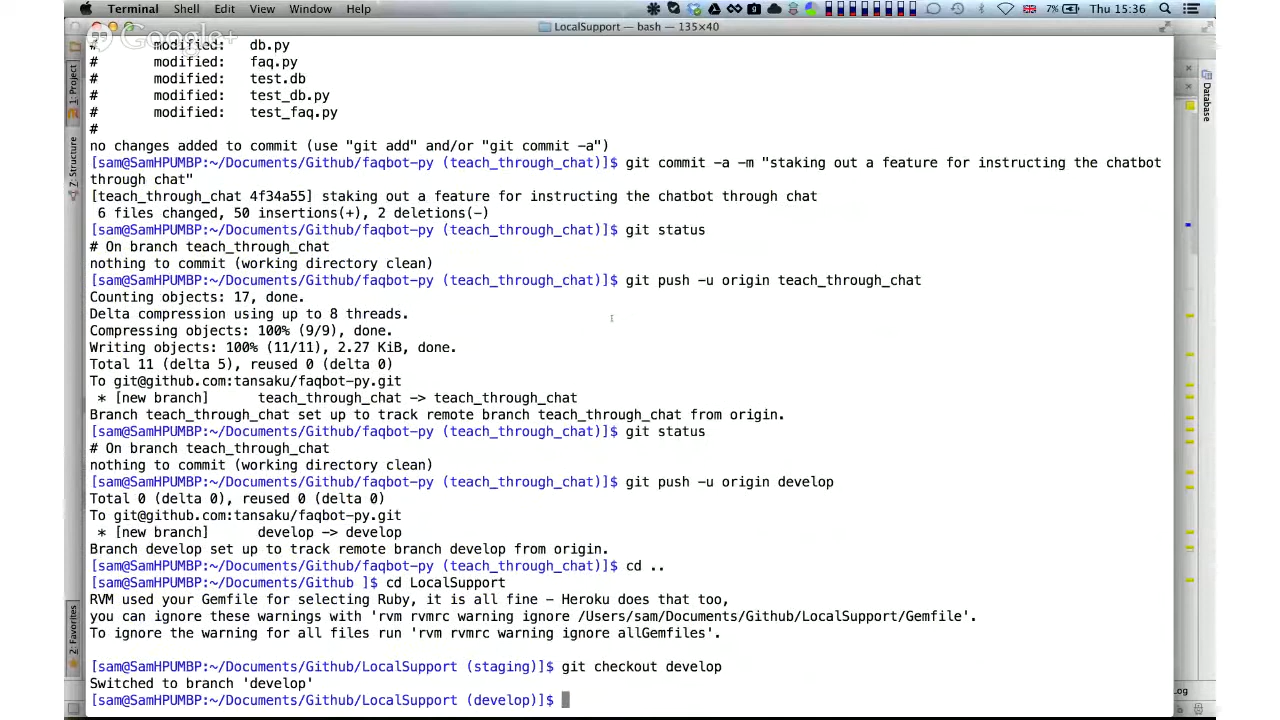 Terminal Shell Edit View Window Help 7% Thu 15:36
LocalSupport — bash — 135×40
Google+
# modified: db.py
# modified: faq.py
# modified: test.db
# modified: test_db.py
# modified: test_faq.py
#
no changes added to commit (use "git add" and/or "git commit -a")
[sam@SamHPUMBP:~/Documents/Github/faqbot-py (teach_through_chat)]$ git commit -a -m "staking out a feature for instructing the chatbot
through chat"
[teach_through_chat 4f34a55] staking out a feature for instructing the chatbot through chat
6 files changed, 50 insertions(+), 2 deletions(-)
[sam@SamHPUMBP:~/Documents/Github/faqbot-py (teach_through_chat)]$ git status
# On branch teach_through_chat
nothing to commit (working directory clean)
[sam@SamHPUMBP:~/Documents/Github/faqbot-py (teach_through_chat)]$ git push -u origin teach_through_chat
Counting objects: 17, done.
Delta compression using up to 8 threads.
Compressing objects: 100% (9/9), done.
Writing objects: 100% (11/11), 2.27 KiB, done.
Total 11 (delta 5), reused 0 (delta 0)
To git@github.com:tansaku/faqbot-py.git
* [new branch] teach_through_chat -> teach_through_chat
Branch teach_through_chat set up to track remote branch teach_through_chat from origin.
[sam@SamHPUMBP:~/Documents/Github/faqbot-py (teach_through_chat)]$ git status
# On branch teach_through_chat
nothing to commit (working directory clean)
[sam@SamHPUMBP:~/Documents/Github/faqbot-py (teach_through_chat)]$ git push -u origin develop
Total 0 (delta 0), reused 0 (delta 0)
To git@github.com:tansaku/faqbot-py.git
* [new branch] develop -> develop
Branch develop set up to track remote branch develop from origin.
[sam@SamHPUMBP:~/Documents/Github/faqbot-py (teach_through_chat)]$ cd ..
[sam@SamHPUMBP:~/Documents/Github ]$ cd LocalSupport
RVM used your Gemfile for selecting Ruby, it is all fine - Heroku does that too,
you can ignore these warnings with 'rvm rvmrc warning ignore /Users/sam/Documents/Github/LocalSupport/Gemfile'.
To ignore the warning for all files run 'rvm rvmrc warning ignore allGemfiles'.
[sam@SamHPUMBP:~/Documents/Github/LocalSupport (staging)]$ git checkout develop
Switched to branch 'develop'
[sam@SamHPUMBP:~/Documents/Github/LocalSupport (develop)]$
1: Project
7: Structure
2: Favorites
Database
Log